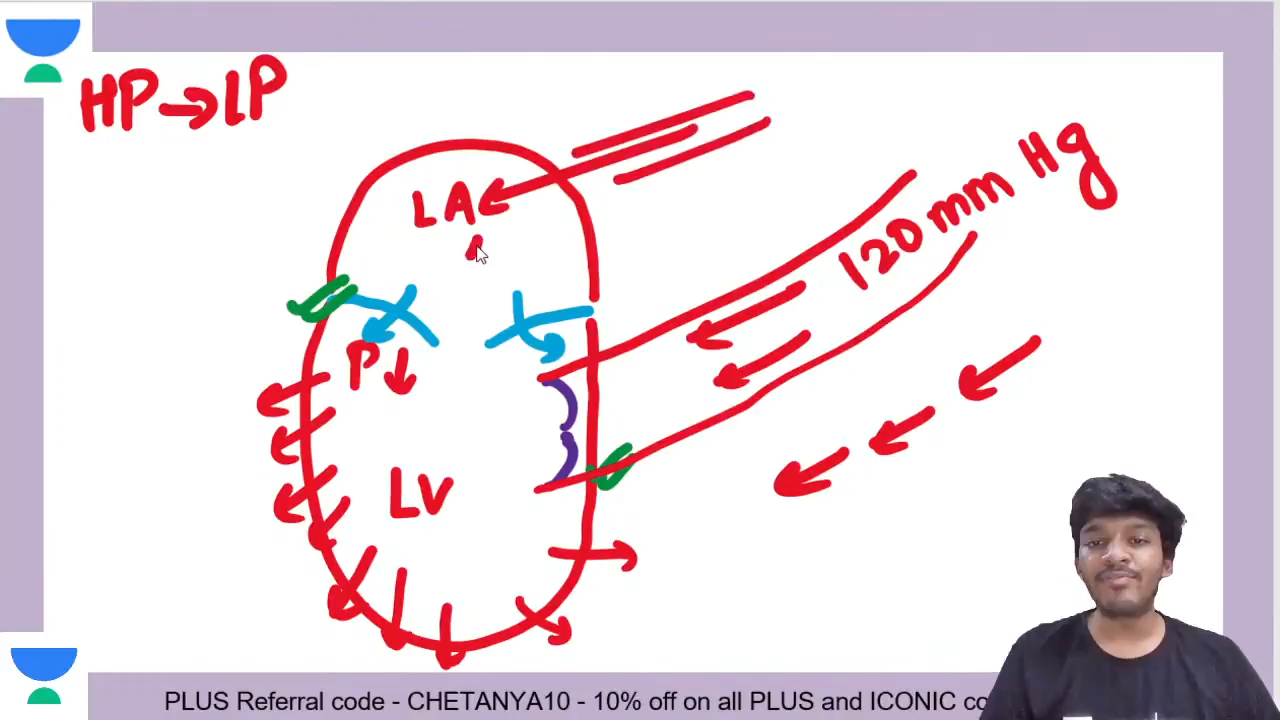 HP→LP
LA
120 mm Hg
P↓
LV
PLUS Referral code - CHETANYA10 - 10% off on all PLUS and ICONIC co